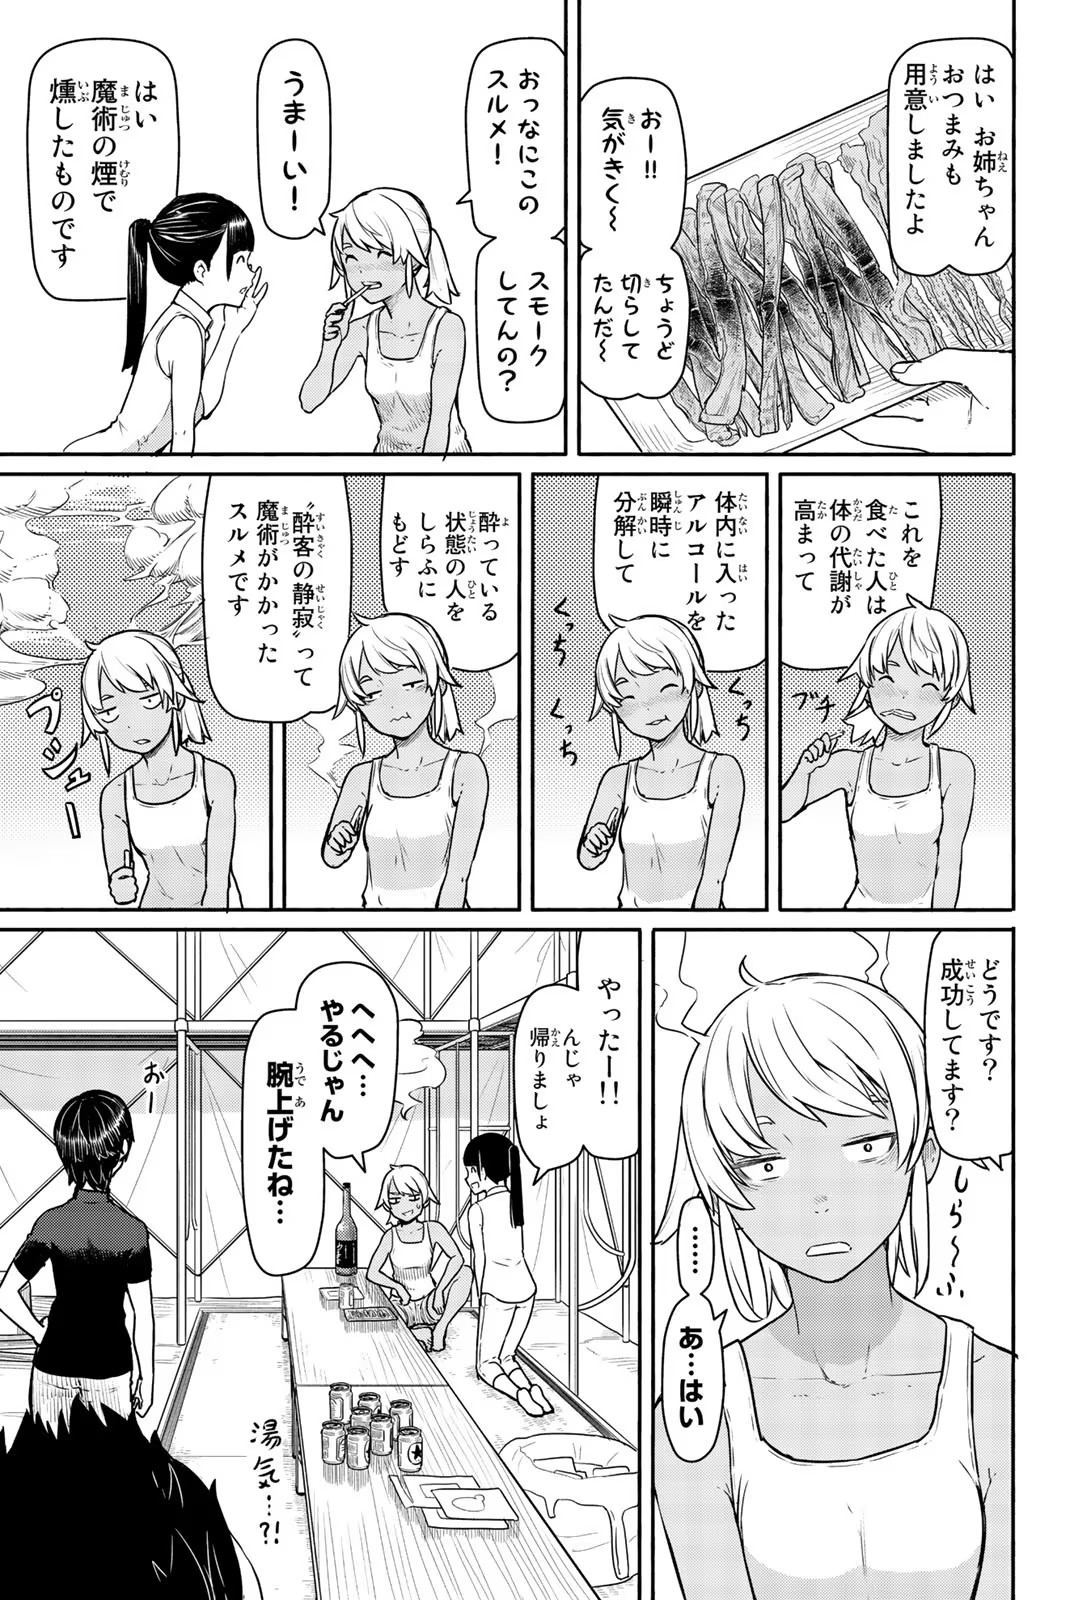 はい お姉ちゃん
おつまみも
用意しましたよ
おー!!
気がきく〜
ちょうど
切らして
たんだ〜
おっなにこの
スルメ!
スモーク
してんの?
うまーい!
はい
魔術の煙で
燻したものです
これを
食べた人は
体の代謝が
高まって
ブチ
体内に入った
アルコールを
瞬時に
分解して
くっち
くっち
くっち
酔っている
状態の人を
しらふに
もどす
〝酔客の静寂〟って
魔術がかかった
スルメです
プシュー
どうです?
成功してます?
しら〜ふ
……
あ…はい
やったー!!
んじゃ
帰りましょ
へへへ…
やるじゃん
腕上げたね…
おー
湯気…?!